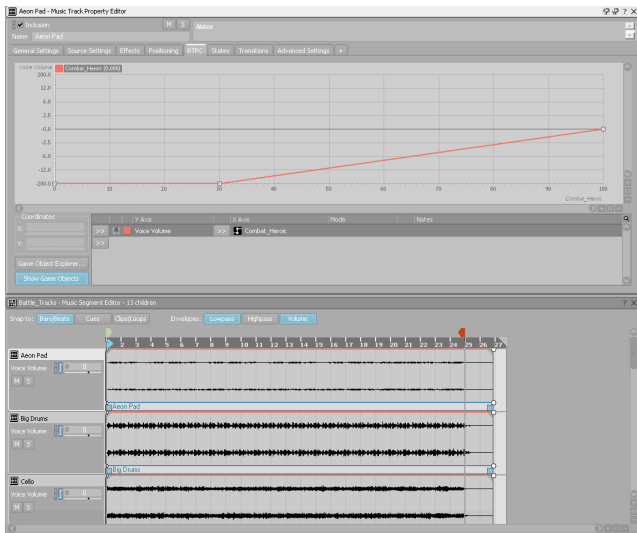 Aeon Pad - Music Track Property Editor
? X
Inclusion
M S
Notes
Name Aeon Pad
General Settings Source Settings Effects Positioning RTPC States Transitions Advanced Settings +
Voice Volume Combat_Heroic (0.000)
200.0
12.0
6.0
2.5
-0.0
-2.5
-6.0
-12.0
-200.0
0 10 20 30 40 50 60 70 80 90 100
Combat_Heroic
Coordinates
X:
Y:
Y Axis X Axis Mode Notes
>> Voice Volume >> Combat_Heroic
>>
Game Object Explorer...
Show Game Objects
Battle_Tracks - Music Segment Editor - 13 children
? X
Snap to: Bars/Beats Cues Clips/Loops Envelopes: Lowpass Highpass Volume
2 3 4 5 6 7 8 9 10 11 12 13 14 15 16 17 18 19 20 21 22 23 24 25 26 27
Aeon Pad
Voice Volume 0
M S
Aeon Pad
Big Drums
Voice Volume 0
M S
Big Drums
Cello
Voice Volume 0
M S